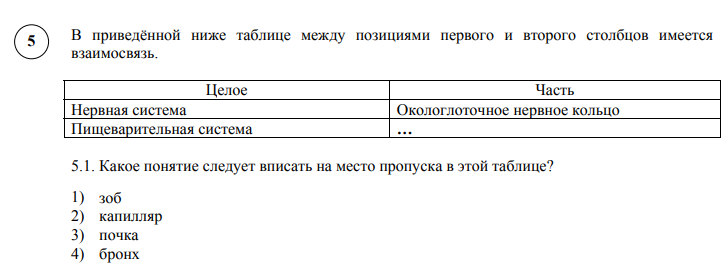 5
В приведённой ниже таблице между позициями первого и второго столбцов имеется
взаимосвязь.
Целое Часть
Нервная система Окологлоточное нервное кольцо
Пищеварительная система …
5.1. Какое понятие следует вписать на место пропуска в этой таблице?
1) зоб
2) капилляр
3) почка
4) бронх